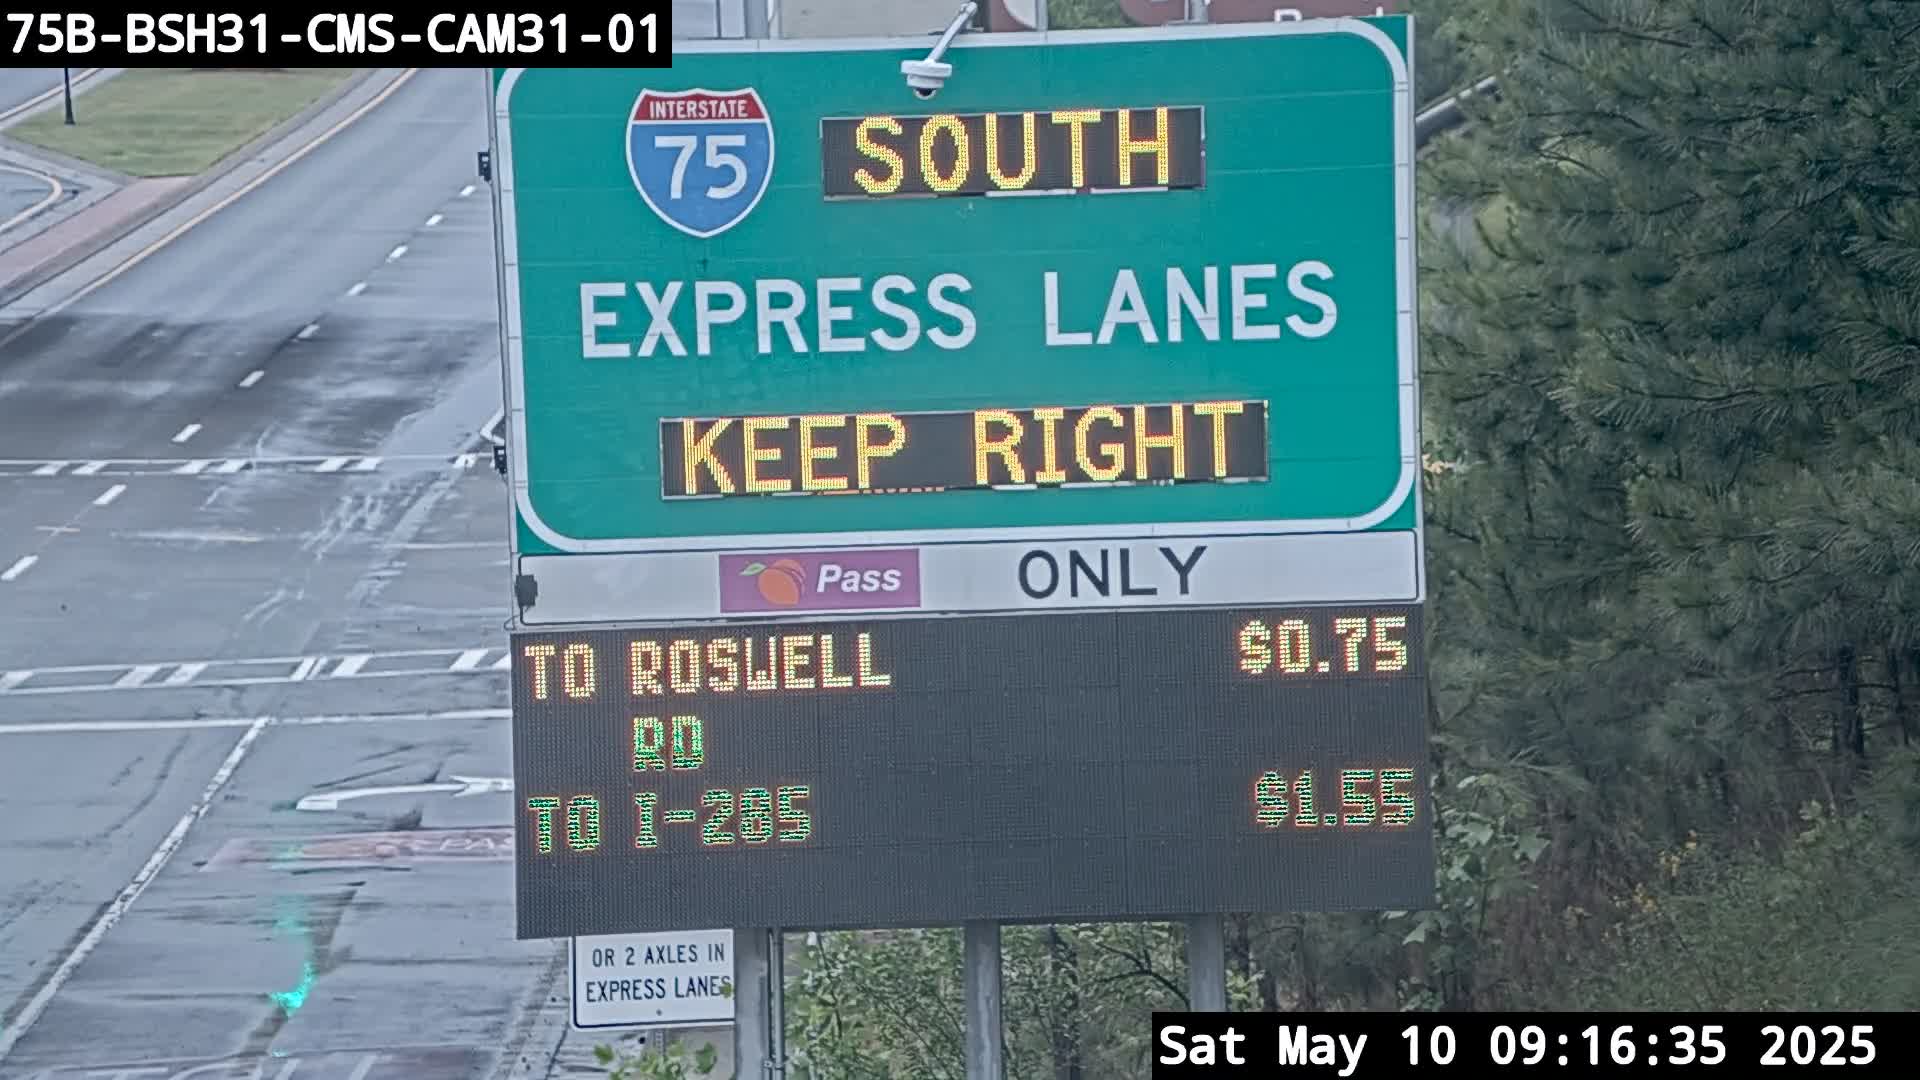 75B-BSH31-CMS-CAM31-01
INTERSTATE
75
SOUTH
EXPRESS LANES
KEEP RIGHT
Pass ONLY
TO ROSWELL $0.75
RD
TO I-285 $1.55
OR 2 AXLES IN
EXPRESS LANES
Sat May 10 09:16:35 2025